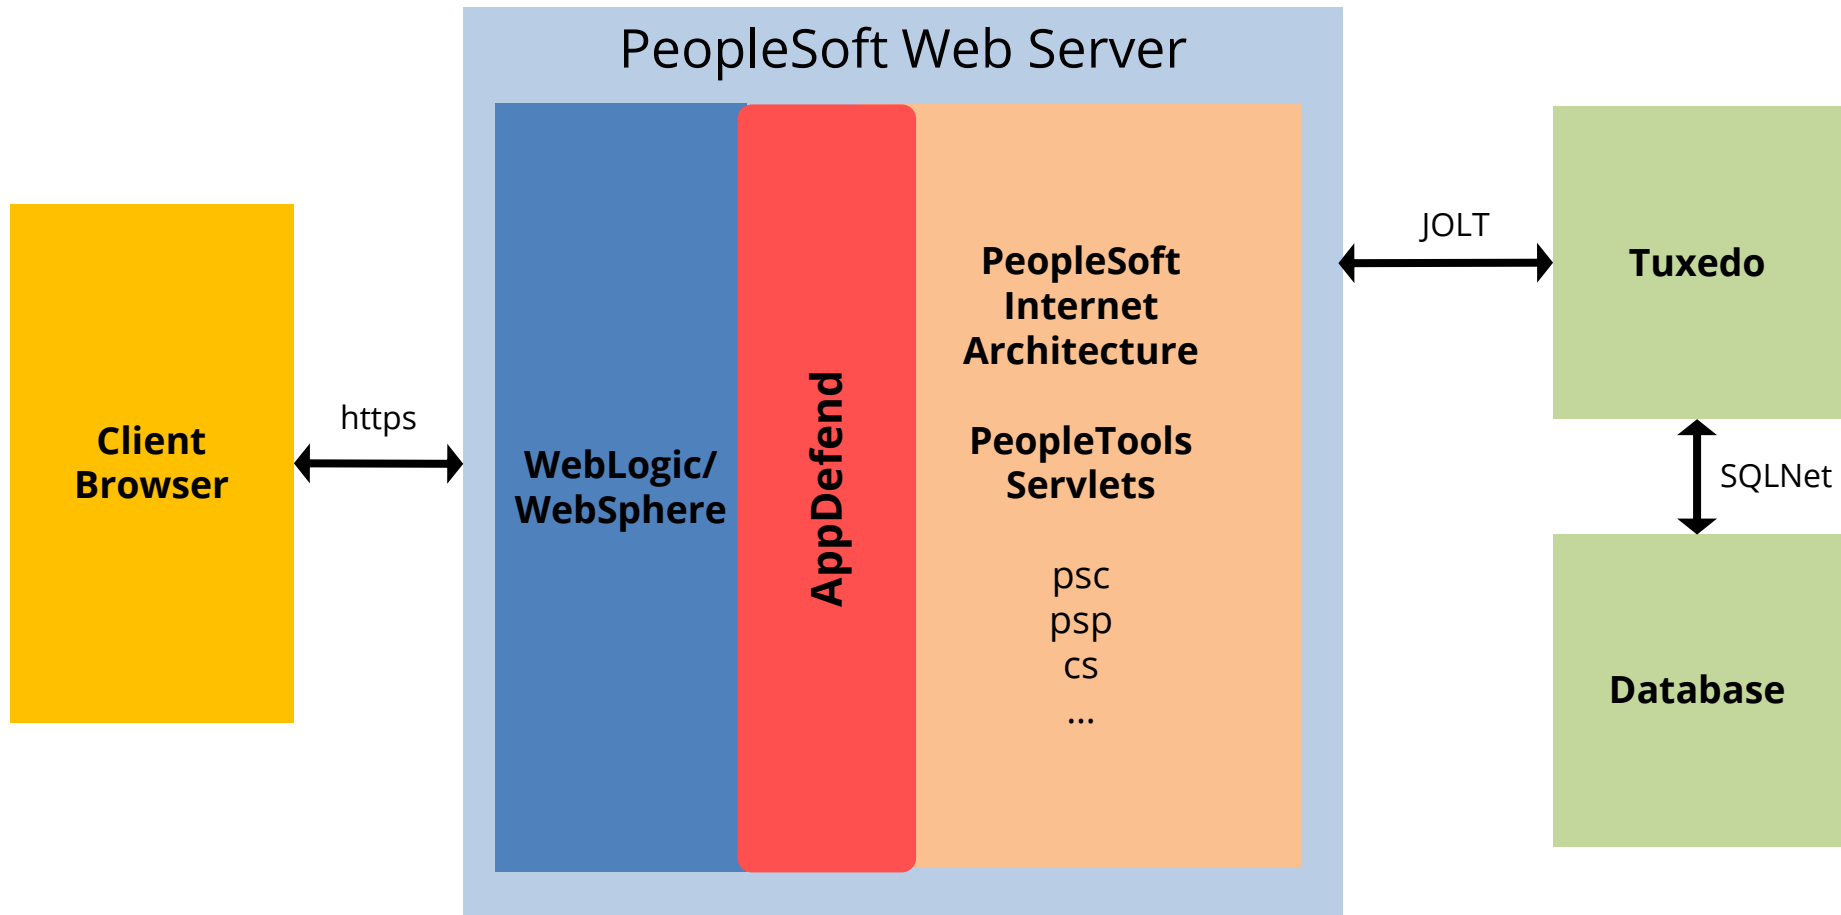 PeopleSoft Web Server
Client
Browser
https
WebLogic/
WebSphere
AppDefend
PeopleSoft
Internet
Architecture
PeopleTools
Servlets
psc
psp
cs
...
JOLT
Tuxedo
SQLNet
Database